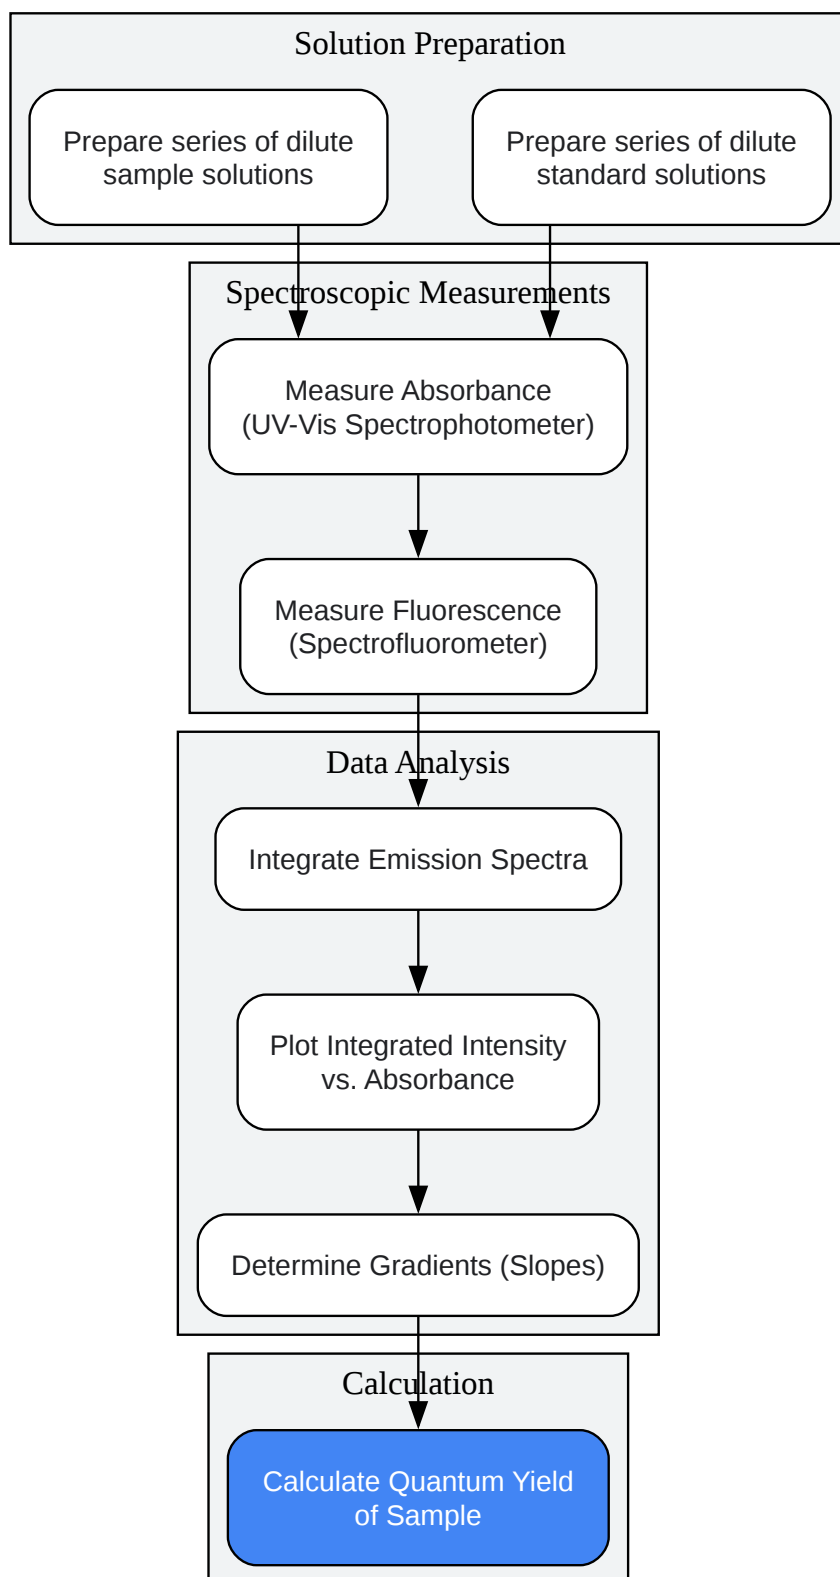 Solution Preparation
Prepare series of dilute
sample solutions
Prepare series of dilute
standard solutions
Spectroscopic Measurements
Measure Absorbance
(UV-Vis Spectrophotometer)
Measure Fluorescence
(Spectrofluorometer)
Data Analysis
Integrate Emission Spectra
Plot Integrated Intensity
vs. Absorbance
Determine Gradients (Slopes)
Calculation
Calculate Quantum Yield
of Sample